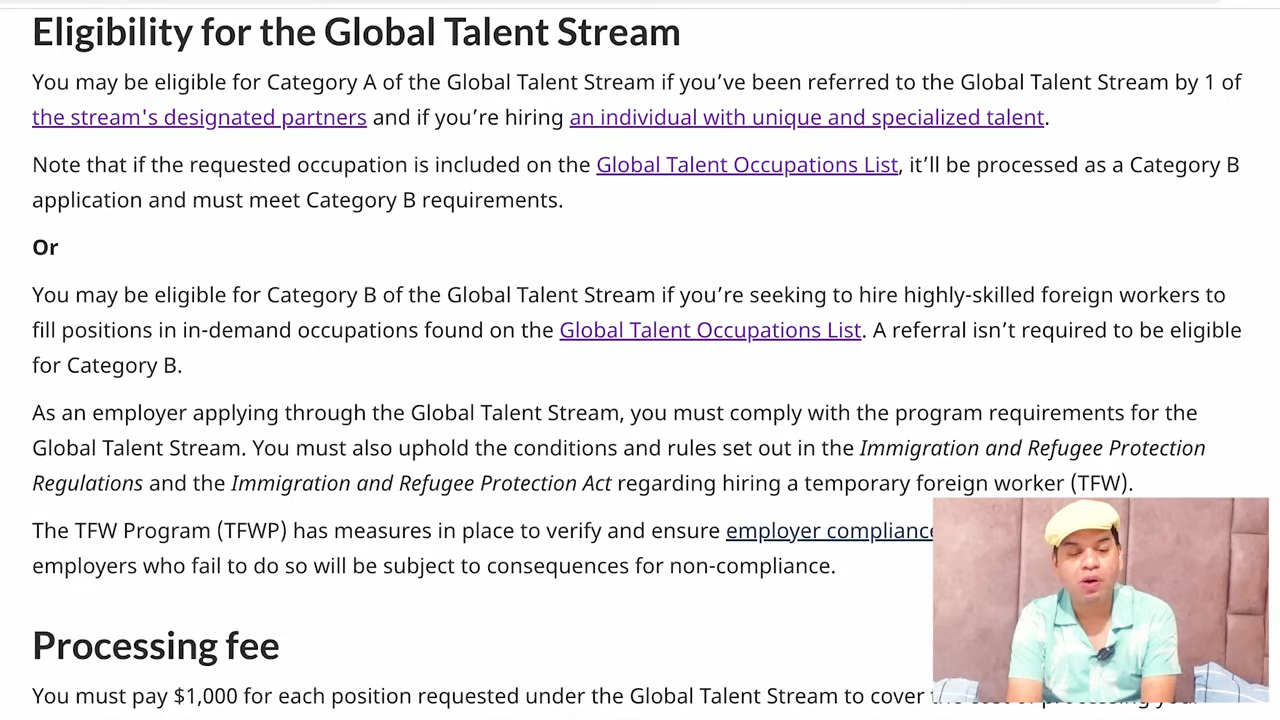 Eligibility for the Global Talent Stream
You may be eligible for Category A of the Global Talent Stream if you’ve been referred to the Global Talent Stream by 1 of
the stream's designated partners and if you’re hiring an individual with unique and specialized talent.
Note that if the requested occupation is included on the Global Talent Occupations List, it’ll be processed as a Category B
application and must meet Category B requirements.
Or
You may be eligible for Category B of the Global Talent Stream if you’re seeking to hire highly-skilled foreign workers to
fill positions in in-demand occupations found on the Global Talent Occupations List. A referral isn’t required to be eligible
for Category B.
As an employer applying through the Global Talent Stream, you must comply with the program requirements for the
Global Talent Stream. You must also uphold the conditions and rules set out in the Immigration and Refugee Protection
Regulations and the Immigration and Refugee Protection Act regarding hiring a temporary foreign worker (TFW).
The TFW Program (TFWP) has measures in place to verify and ensure employer compliance
employers who fail to do so will be subject to consequences for non-compliance.
Processing fee
You must pay $1,000 for each position requested under the Global Talent Stream to cover